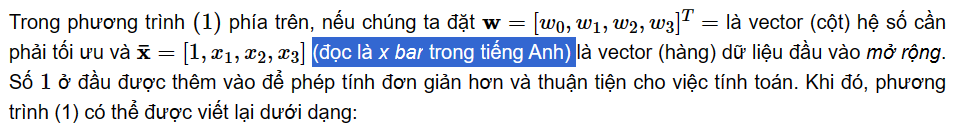 Trong phương trình (1) phía trên, nếu chúng ta đặt w = [w₀, w₁, w₂, w₃]ᵀ = là vector (cột) hệ số cần
phải tối ưu và x̄ = [1, x₁, x₂, x₃] (đọc là x bar trong tiếng Anh) là vector (hàng) dữ liệu đầu vào mở rộng.
Số 1 ở đầu được thêm vào để phép tính đơn giản hơn và thuận tiện cho việc tính toán. Khi đó, phương
trình (1) có thể được viết lại dưới dạng: